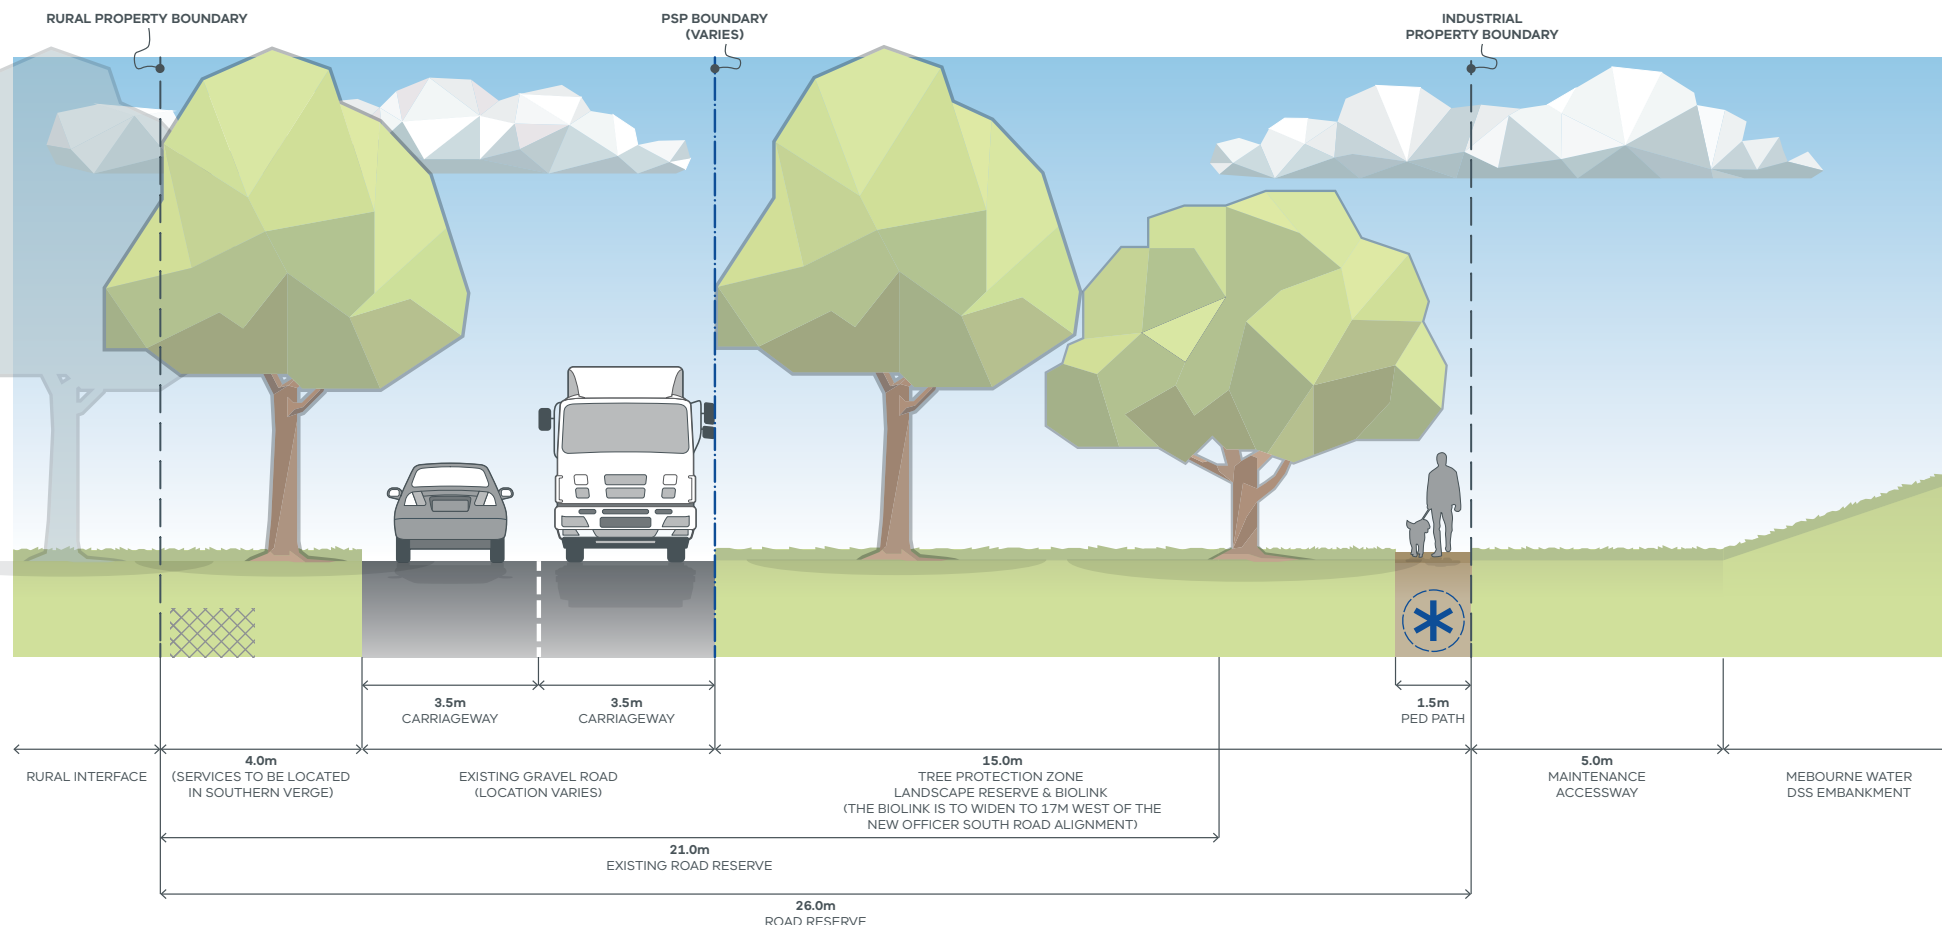 RURAL PROPERTY BOUNDARY
PSP BOUNDARY
(VARIES)
INDUSTRIAL
PROPERTY BOUNDARY
3.5m
CARRIAGEWAY
3.5m
CARRIAGEWAY
1.5m
PED PATH
RURAL INTERFACE
4.0m
(SERVICES TO BE LOCATED
IN SOUTHERN VERGE)
EXISTING GRAVEL ROAD
(LOCATION VARIES)
15.0m
TREE PROTECTION ZONE
LANDSCAPE RESERVE & BIOLINK
(THE BIOLINK IS TO WIDEN TO 17M WEST OF THE
NEW OFFICER SOUTH ROAD ALIGNMENT)
5.0m
MAINTENANCE
ACCESSWAY
MEBOURNE WATER
DSS EMBANKMENT
21.0m
EXISTING ROAD RESERVE
26.0m
ROAD RESERVE